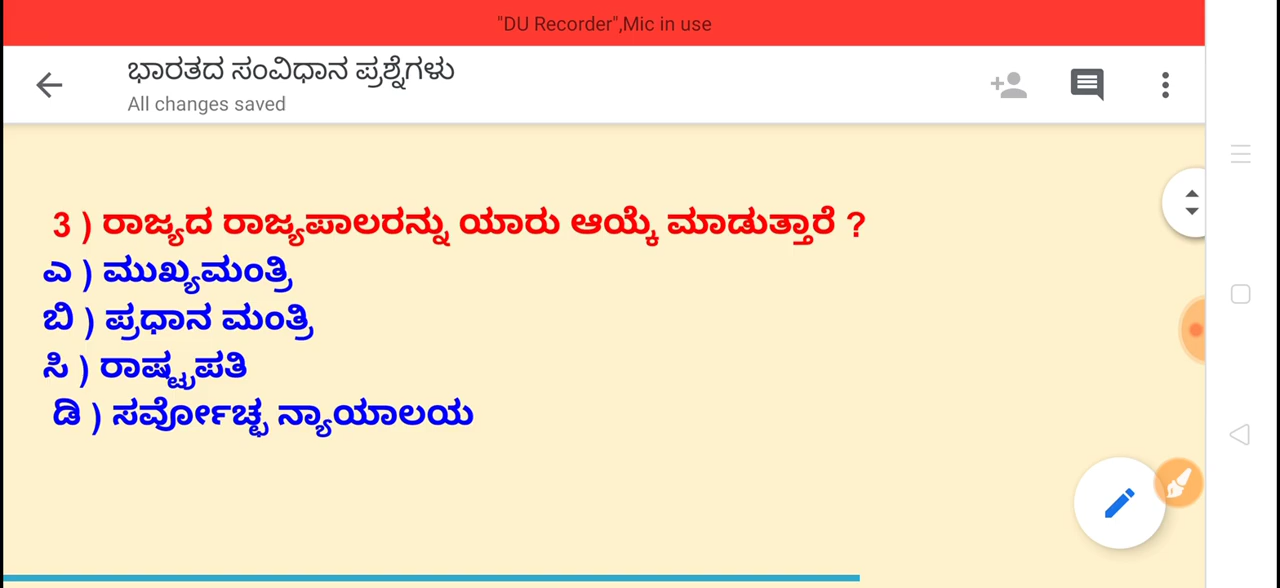 "DU Recorder",Mic in use
ಭಾರತದ ಸಂವಿಧಾನ ಪ್ರಶ್ನೆಗಳು
All changes saved
3 ) ರಾಜ್ಯದ ರಾಜ್ಯಪಾಲರನ್ನು ಯಾರು ಆಯ್ಕೆ ಮಾಡುತ್ತಾರೆ ?
ಎ ) ಮುಖ್ಯಮಂತ್ರಿ
ಬಿ ) ಪ್ರಧಾನ ಮಂತ್ರಿ
ಸಿ ) ರಾಷ್ಟ್ರಪತಿ
ಡಿ ) ಸರ್ವೋಚ್ಛ ನ್ಯಾಯಾಲಯ